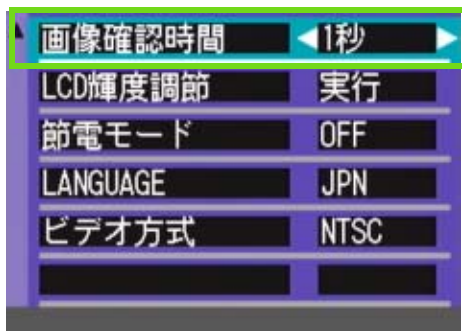 画像確認時間 1秒
LCD輝度調節 実行
節電モード OFF
LANGUAGE JPN
ビデオ方式 NTSC